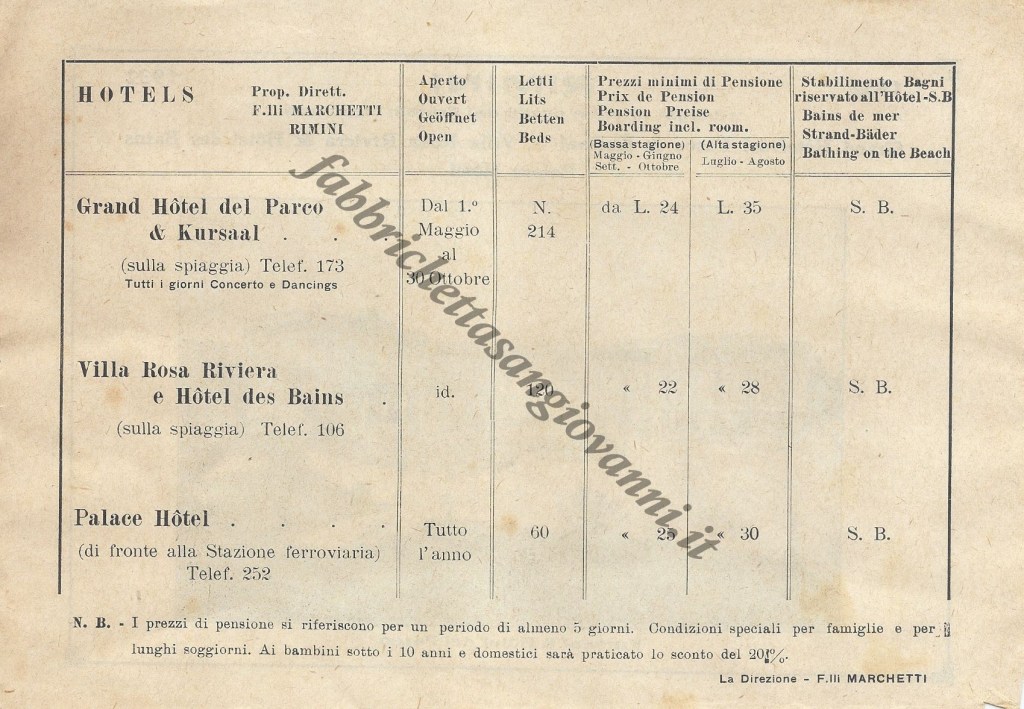 HOTELS
Prop. Dirett.
F.lli MARCHETTI
RIMINI
Aperto
Ouvert
Geöffnet
Open
Letti
Lits
Betten
Beds
Prezzi minimi di Pensione
Prix de Pension
Pension Preise
Boarding incl. room.
(Bassa stagione)
Maggio - Giugno
Sett. - Ottobre
(Alta stagione)
Luglio - Agosto
Stabilimento Bagni
riservato all'Hôtel-S.B
Bains de mer
Strand-Bäder
Bathing on the Beach
Grand Hôtel del Parco
& Kursaal . . .
(sulla spiaggia) Telef. 173
Tutti i giorni Concerto e Dancings
Dal 1.º
Maggio
al
30 Ottobre
N.
214
da L. 24
L. 35
S. B.
Villa Rosa Riviera
e Hôtel des Bains .
(sulla spiaggia) Telef. 106
id.
120
« 22
« 28
S. B.
Palace Hôtel . . . .
(di fronte alla Stazione ferroviaria)
Telef. 252
Tutto
l'anno
60
« 25
« 30
S. B.
N. B. - I prezzi di pensione si riferiscono per un periodo di almeno 5 giorni. Condizioni speciali per famiglie e per
lunghi soggiorni. Ai bambini sotto i 10 anni e domestici sarà praticato lo sconto del 20%.
La Direzione - F.lli MARCHETTI
fabbrichettasangiovanni.it